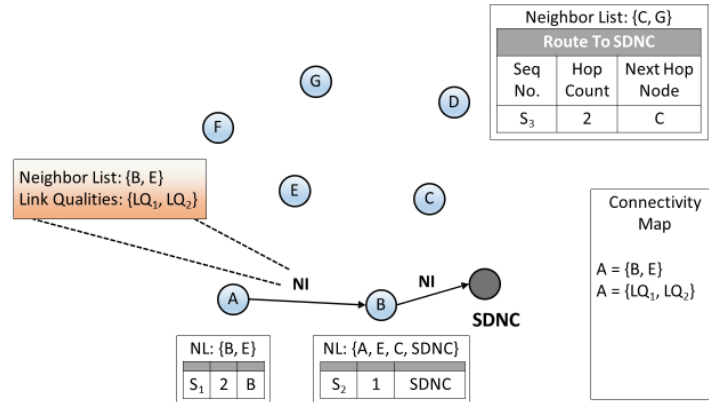 Neighbor List: {C, G}
Route To SDNC
Seq No. Hop Count Next Hop Node
S₃ 2 C
G
D
F
Neighbor List: {B, E}
Link Qualities: {LQ₁, LQ₂}
E
C
Connectivity
Map
A = {B, E}
A = {LQ₁, LQ₂}
NI
NI
A
B
SDNC
NL: {B, E}
S₁ 2 B
NL: {A, E, C, SDNC}
S₂ 1 SDNC